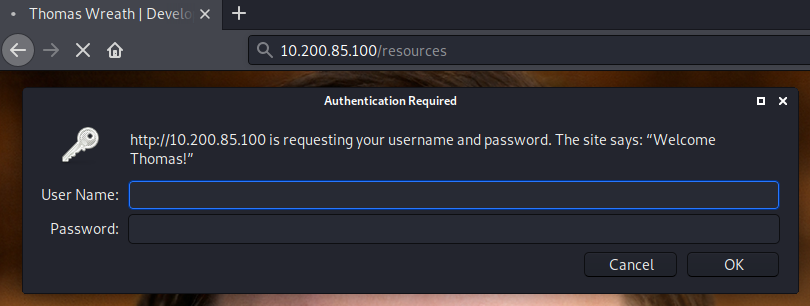 Thomas Wreath | Develo
10.200.85.100/resources
Authentication Required
http://10.200.85.100 is requesting your username and password. The site says: “Welcome
Thomas!”
User Name:
Password:
Cancel
OK